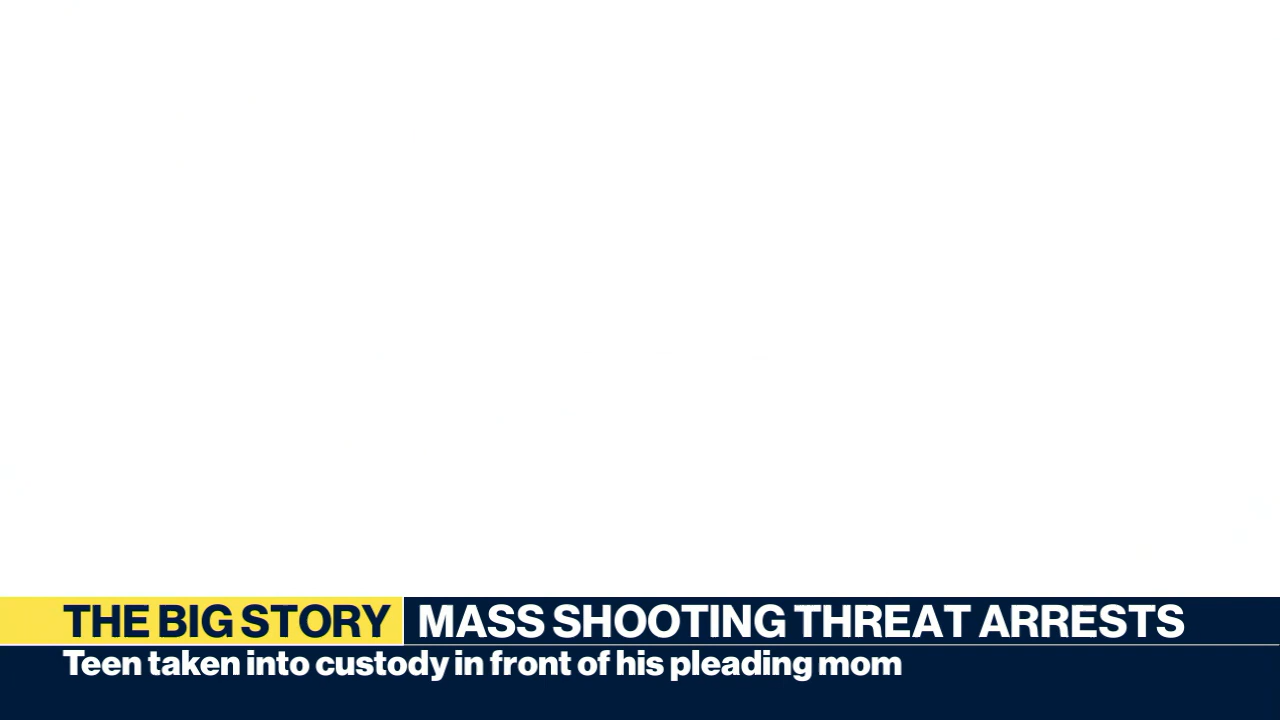 THE BIG STORY MASS SHOOTING THREAT ARRESTS
Teen taken into custody in front of his pleading mom